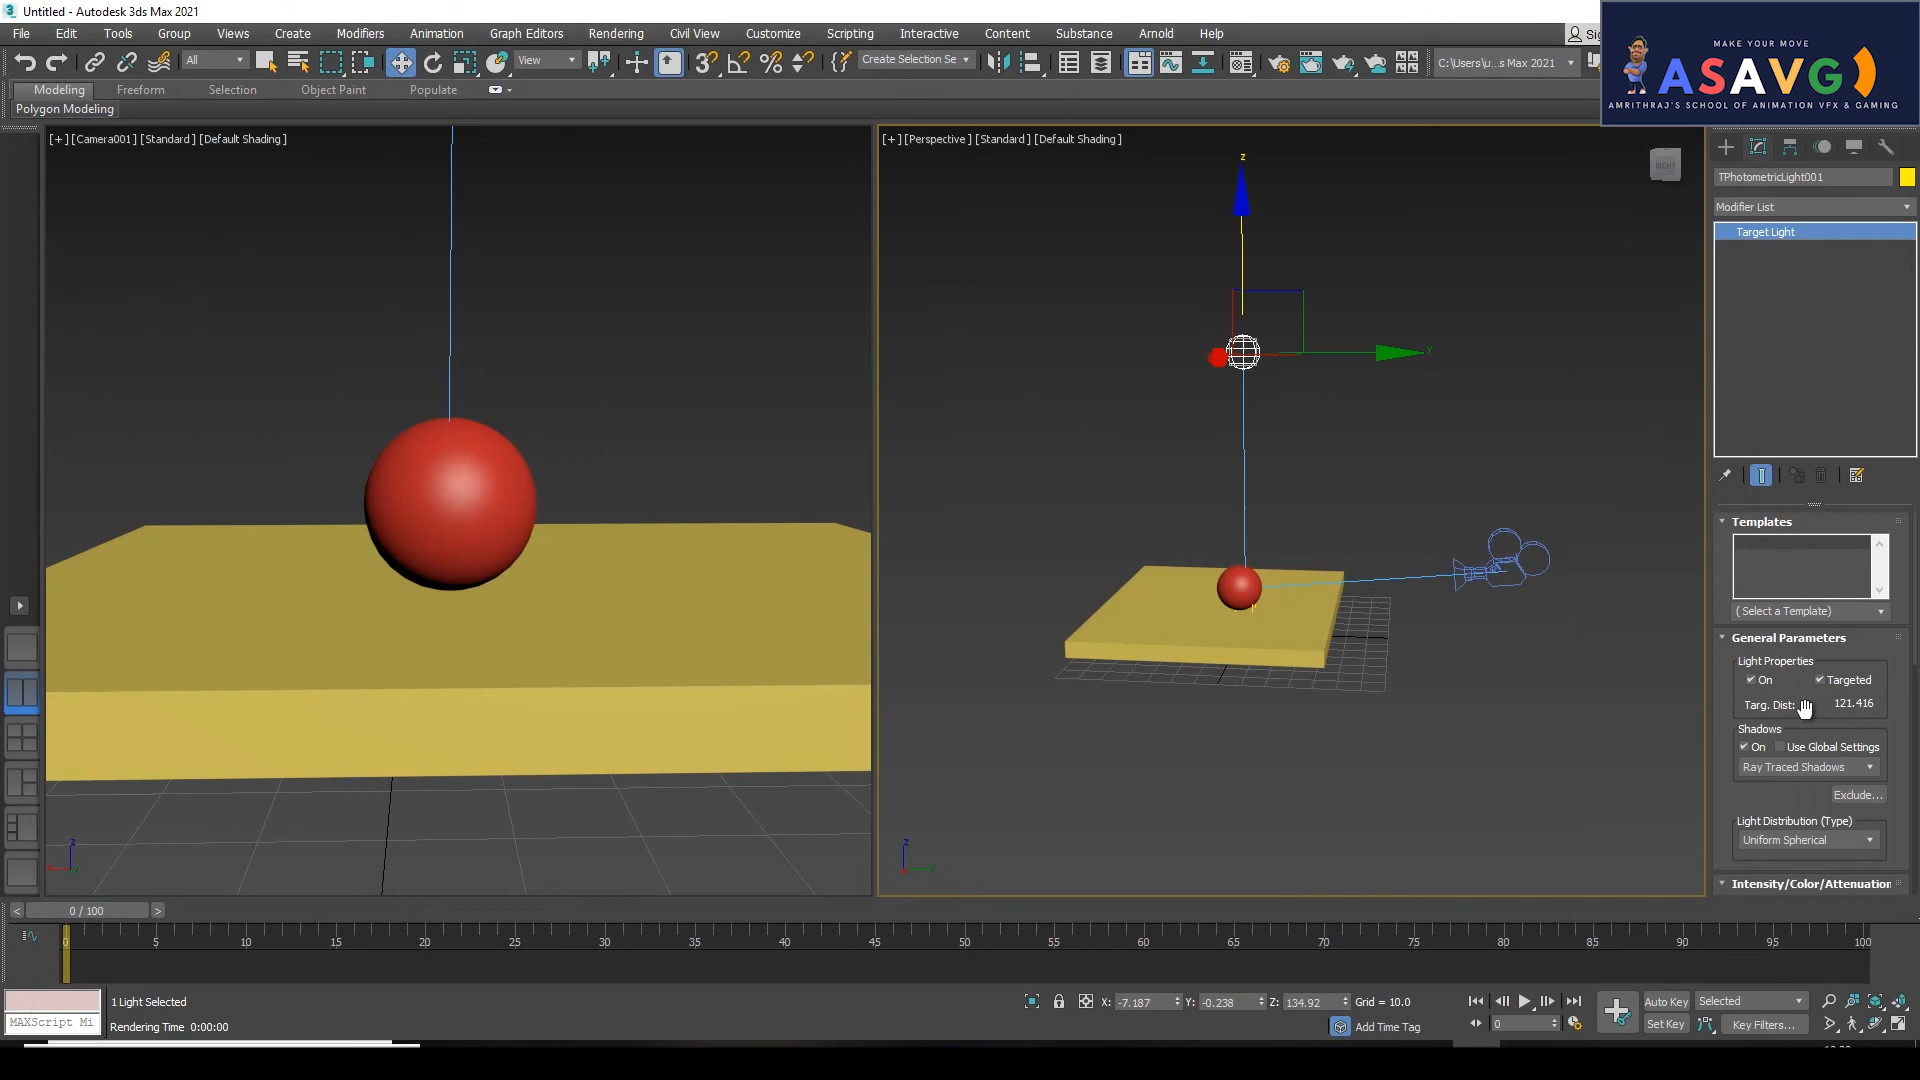 Untitled - Autodesk 3ds Max 2021
File Edit Tools Group Views Create Modifiers Animation Graph Editors Rendering Civil View Customize Scripting Interactive Content Substance Arnold Help
MAKE YOUR MOVE
ASAVG
AMRITHRAJ'S SCHOOL OF ANIMATION VFX & GAMING
All View Create Selection Se C:\Users\u...s Max 2021
Modeling Freeform Selection Object Paint Populate
Polygon Modeling
[+] [Camera001] [Standard] [Default Shading]
[+] [Perspective] [Standard] [Default Shading]
z
y
RIGHT
TPhotometricLight001
Modifier List
Target Light
Templates
(Select a Template)
General Parameters
Light Properties
On Targeted
Targ. Dist: 121.416
Shadows
On Use Global Settings
Ray Traced Shadows
Exclude...
Light Distribution (Type)
Uniform Spherical
Intensity/Color/Attenuation
z
z
< 0 / 100 >
0 5 10 15 20 25 30 35 40 45 50 55 60 65 70 75 80 85 90 95 100
1 Light Selected
X: -7.187 Y: -0.238 Z: 134.92 Grid = 10.0
Auto Key Selected
MAXScript Mi
Rendering Time 0:00:00
Add Time Tag
0
Set Key Key Filters...